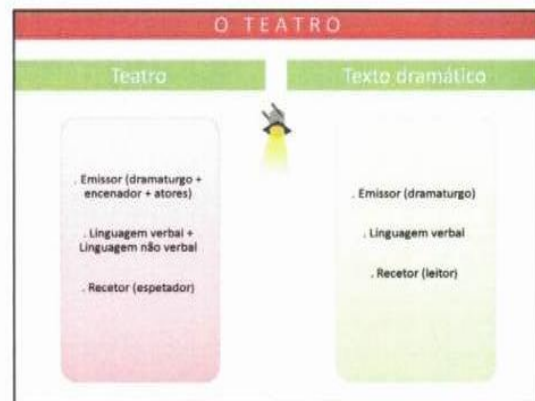 O TEATRO
Teatro
. Emissor (dramaturgo +
encenador + atores)
. Linguagem verbal +
Linguagem não verbal
. Recetor (espetador)
Texto dramático
. Emissor (dramaturgo)
. Linguagem verbal
. Recetor (leitor)